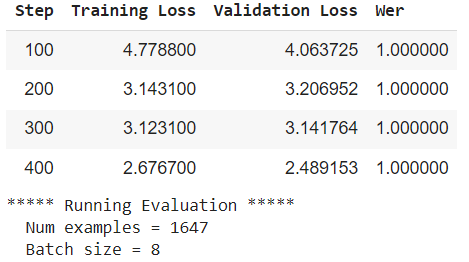 Step Training Loss Validation Loss Wer
100 4.778800 4.063725 1.000000
200 3.143100 3.206952 1.000000
300 3.123100 3.141764 1.000000
400 2.676700 2.489153 1.000000
***** Running Evaluation *****
Num examples = 1647
Batch size = 8